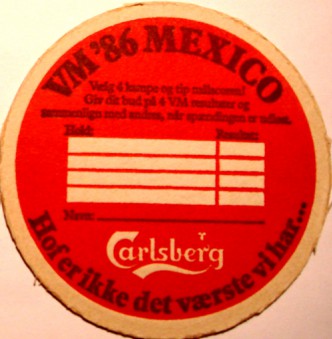 VM '86 MEXICO
Vælg 4 kampe og tip målscoren!
Giv dit bud på 4 VM resultater og
sammenlign med andres, når spændingen er udløst.
Hold: Resultat:
Navn:
Carlsberg
Hof er ikke det værste vi har...